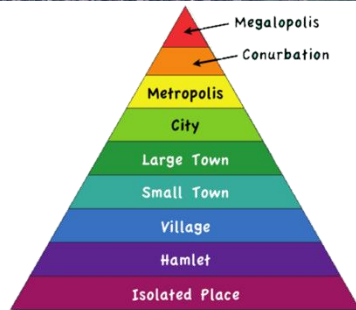 Megalopolis
Conurbation
Metropolis
City
Large Town
Small Town
Village
Hamlet
Isolated Place